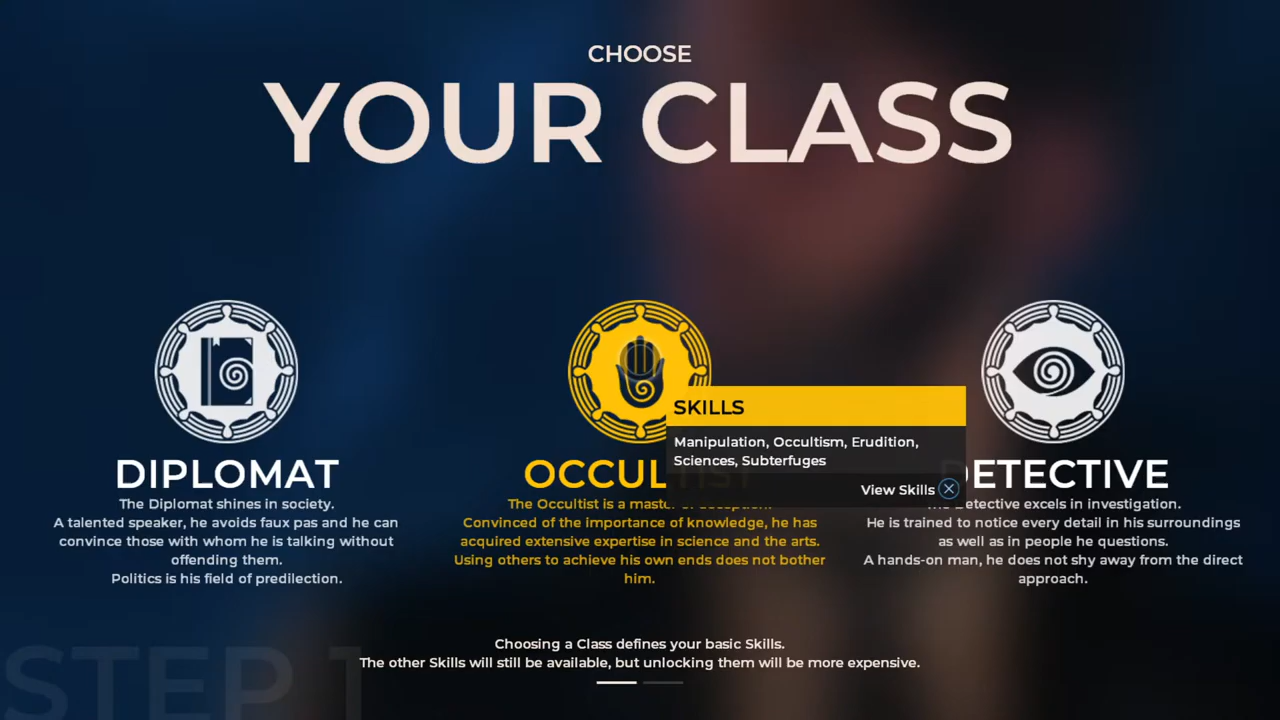 CHOOSE
YOUR CLASS
DIPLOMAT
The Diplomat shines in society.
A talented speaker, he avoids faux pas and he can
convince those with whom he is talking without
offending them.
Politics is his field of predilection.
OCCULTIST
The Occultist is a master of deception.
Convinced of the importance of knowledge, he has
acquired extensive expertise in science and the arts.
Using others to achieve his own ends does not bother
him.
SKILLS
Manipulation, Occultism, Erudition,
Sciences, Subterfuges
View Skills
DETECTIVE
The Detective excels in investigation.
He is trained to notice every detail in his surroundings
as well as in people he questions.
A hands-on man, he does not shy away from the direct
approach.
Choosing a Class defines your basic Skills.
The other Skills will still be available, but unlocking them will be more expensive.
STEP 1